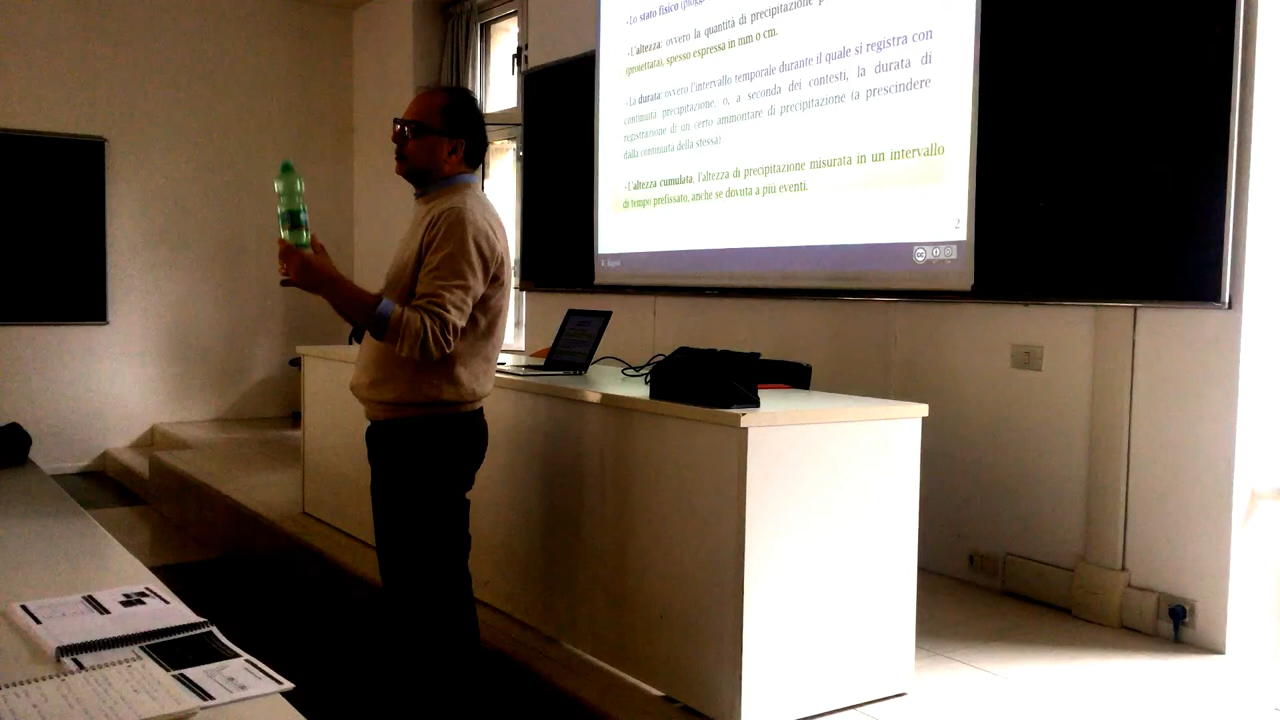 -Lo stato fisico (piogg
-L'altezza: ovvero la quantità di precipitazione p
(proiettata), spesso espressa in mm o cm.
-La durata: ovvero l'intervallo temporale durante il quale si registra con
continuità precipitazione, o, a seconda dei contesti, la durata di
registrazione di un certo ammontare di precipitazione (a prescindere
dalla continuità della stessa)
-L'altezza cumulata, l'altezza di precipitazione misurata in un intervallo
di tempo prefissato, anche se dovuta a più eventi.
2
cc